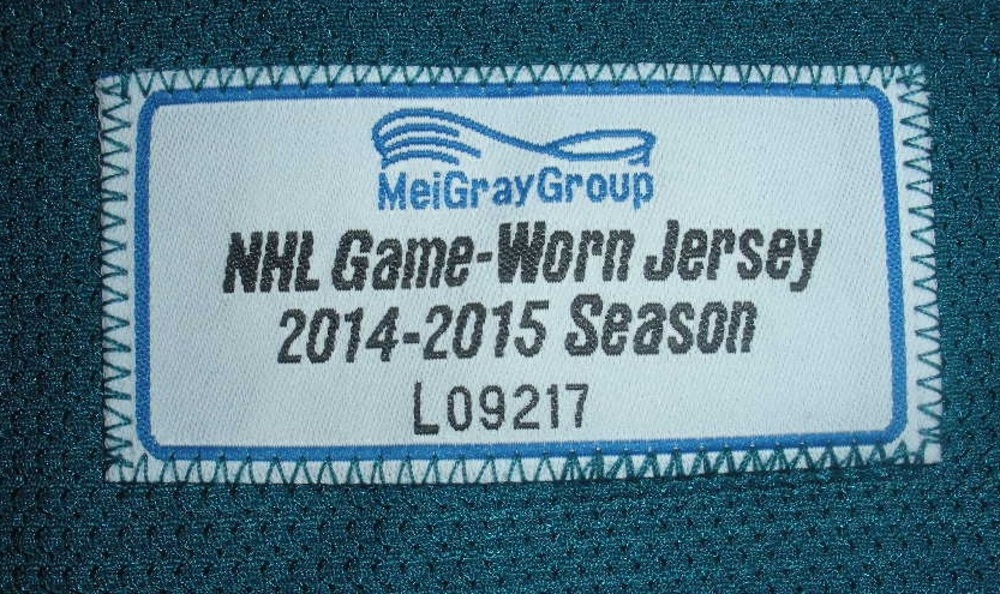 MeiGrayGroup
NHL Game-Worn Jersey
2014-2015 Season
L09217